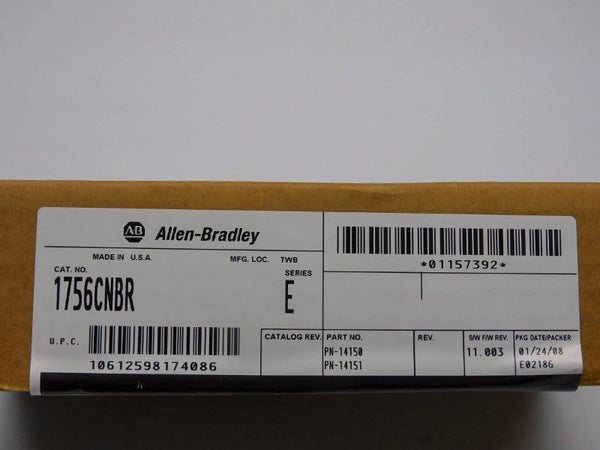 AB Allen-Bradley
MADE IN U.S.A. MFG. LOC. TWB
CAT. NO. SERIES
1756CNBR E
*01157392*
U.P.C.
10612598174086
CATALOG REV. PART NO. REV. S/W F/W REV. PKG DATE/PACKER
PN-14150 11.003 01/24/08
PN-14151 E02186